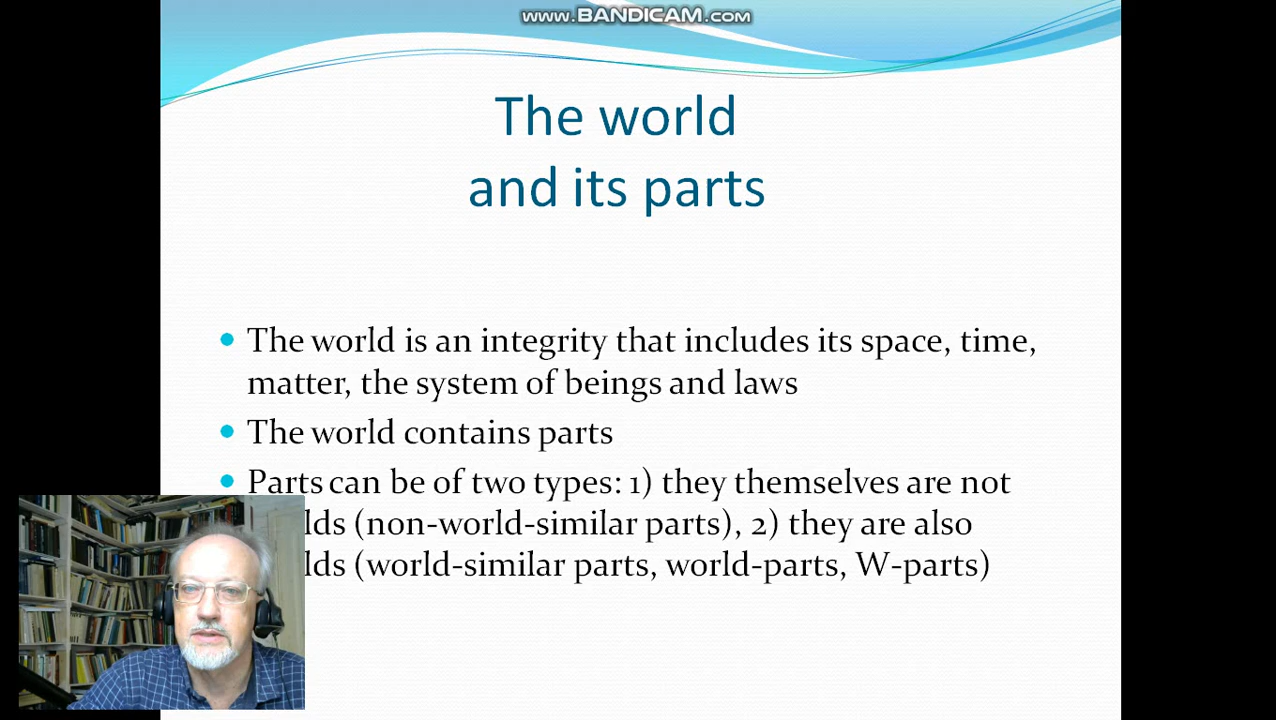 www.BANDICAM.com
The world
and its parts
The world is an integrity that includes its space, time,
matter, the system of beings and laws
The world contains parts
Parts can be of two types: 1) they themselves are not
lds (non-world-similar parts), 2) they are also
lds (world-similar parts, world-parts, W-parts)